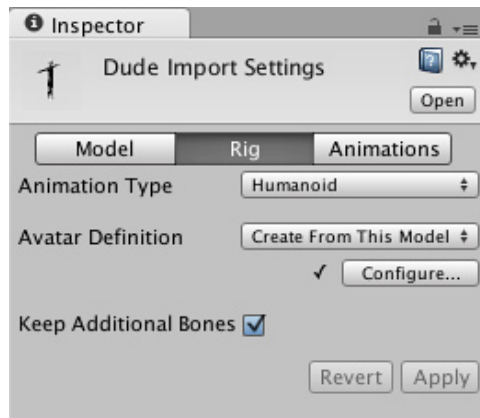 Inspector
Dude Import Settings
Open
Model Rig Animations
Animation Type Humanoid
Avatar Definition Create From This Model
✓ Configure...
Keep Additional Bones
Revert Apply